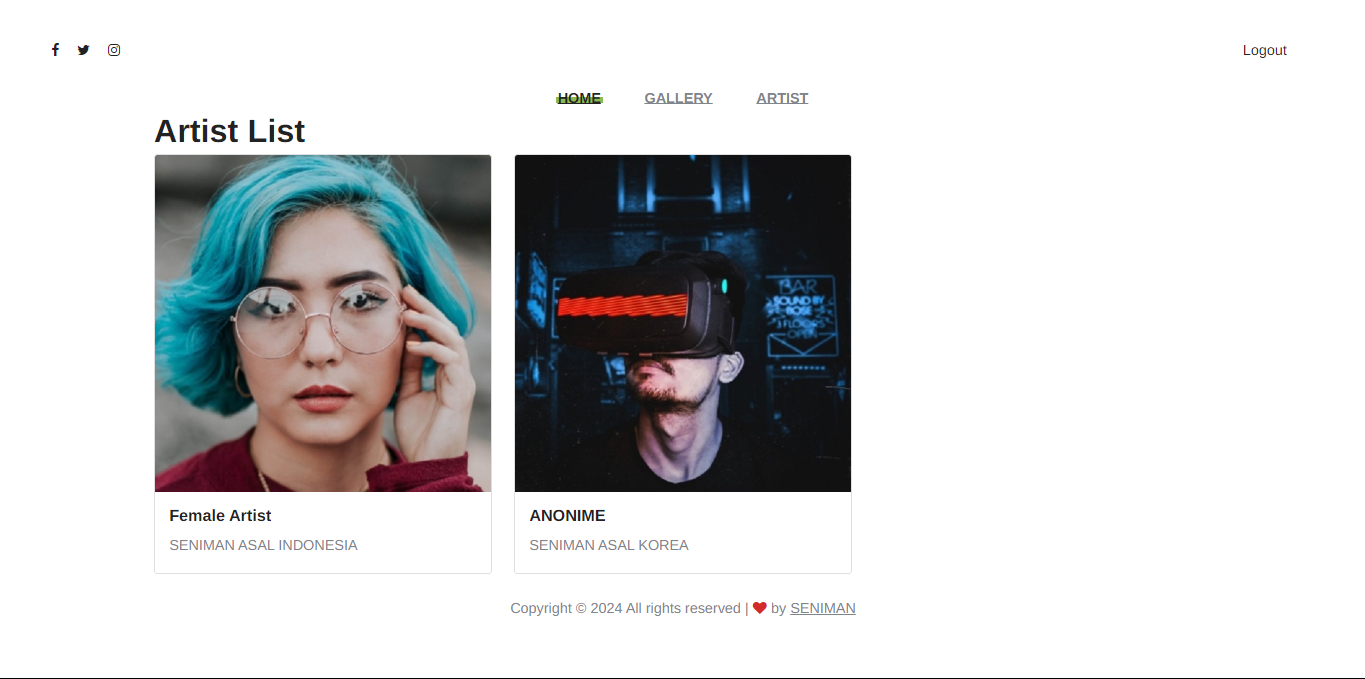 Logout
HOME GALLERY ARTIST
Artist List
BAR
SOUND BY
BOSE
3 FLOORS
OPEN
Female Artist
SENIMAN ASAL INDONESIA
ANONIME
SENIMAN ASAL KOREA
Copyright © 2024 All rights reserved | ❤ by SENIMAN